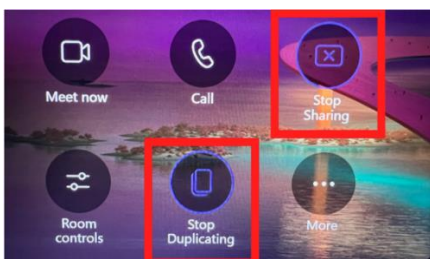 Meet now
Call
Stop
Sharing
Room
controls
Stop
Duplicating
More